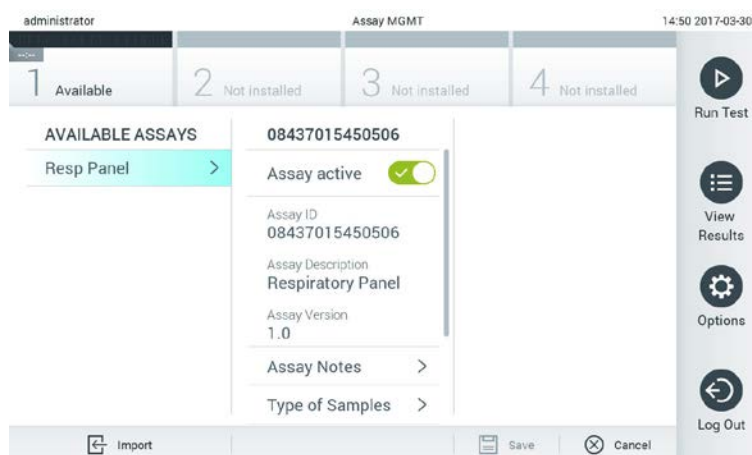 administrator Assay MGMT 14:50 2017-03-30
--:--
1 Available 2 Not installed 3 Not installed 4 Not installed
Run Test
AVAILABLE ASSAYS 08437015450506
Resp Panel Assay active
Assay ID
08437015450506
View
Results
Assay Description
Respiratory Panel
Assay Version
1.0
Options
Assay Notes
Type of Samples
Log Out
Import Save Cancel